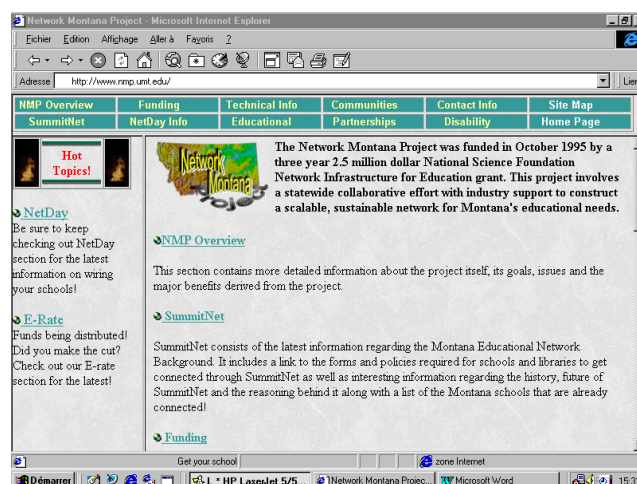 Network Montana Project - Microsoft Internet Explorer
Fichier Edition Affichage Aller à Favoris ?
Adresse http://www.nmp.umt.edu/ Lien
NMP Overview Funding Technical Info Communities Contact Info Site Map
SummitNet NetDay Info Educational Partnerships Disability Home Page
Hot
Topics!
NetDay
Be sure to keep
checking out NetDay
section for the latest
information on wiring
your schools!
E-Rate
Funds being distributed!
Did you make the cut?
Check out our E-rate
section for the latest!
Network
Montana
Project
The Network Montana Project was funded in October 1995 by a
three year 2.5 million dollar National Science Foundation
Network Infrastructure for Education grant. This project involves
a statewide collaborative effort with industry support to construct
a scalable, sustainable network for Montana's educational needs.
NMP Overview
This section contains more detailed information about the project itself, its goals, issues and the
major benefits derived from the project.
SummitNet
SummitNet consists of the latest information regarding the Montana Educational Network
Background. It includes a link to the forms and policies required for schools and libraries to get
connected through SummitNet as well as interesting information regarding the history, future of
SummitNet and the reasoning behind it along with a list of the Montana schools that are already
connected!
Funding
Get your school zone Internet
Démarrer L * HP LaserJet 5/5... Network Montana Projec... Microsoft Word 15:3